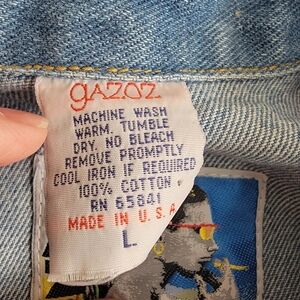 gazoz
MACHINE WASH
WARM. TUMBLE
DRY. NO BLEACH
REMOVE PROMPTLY
COOL IRON IF REQUIRED
100% COTTON
RN 65841
MADE IN U.S.A
L